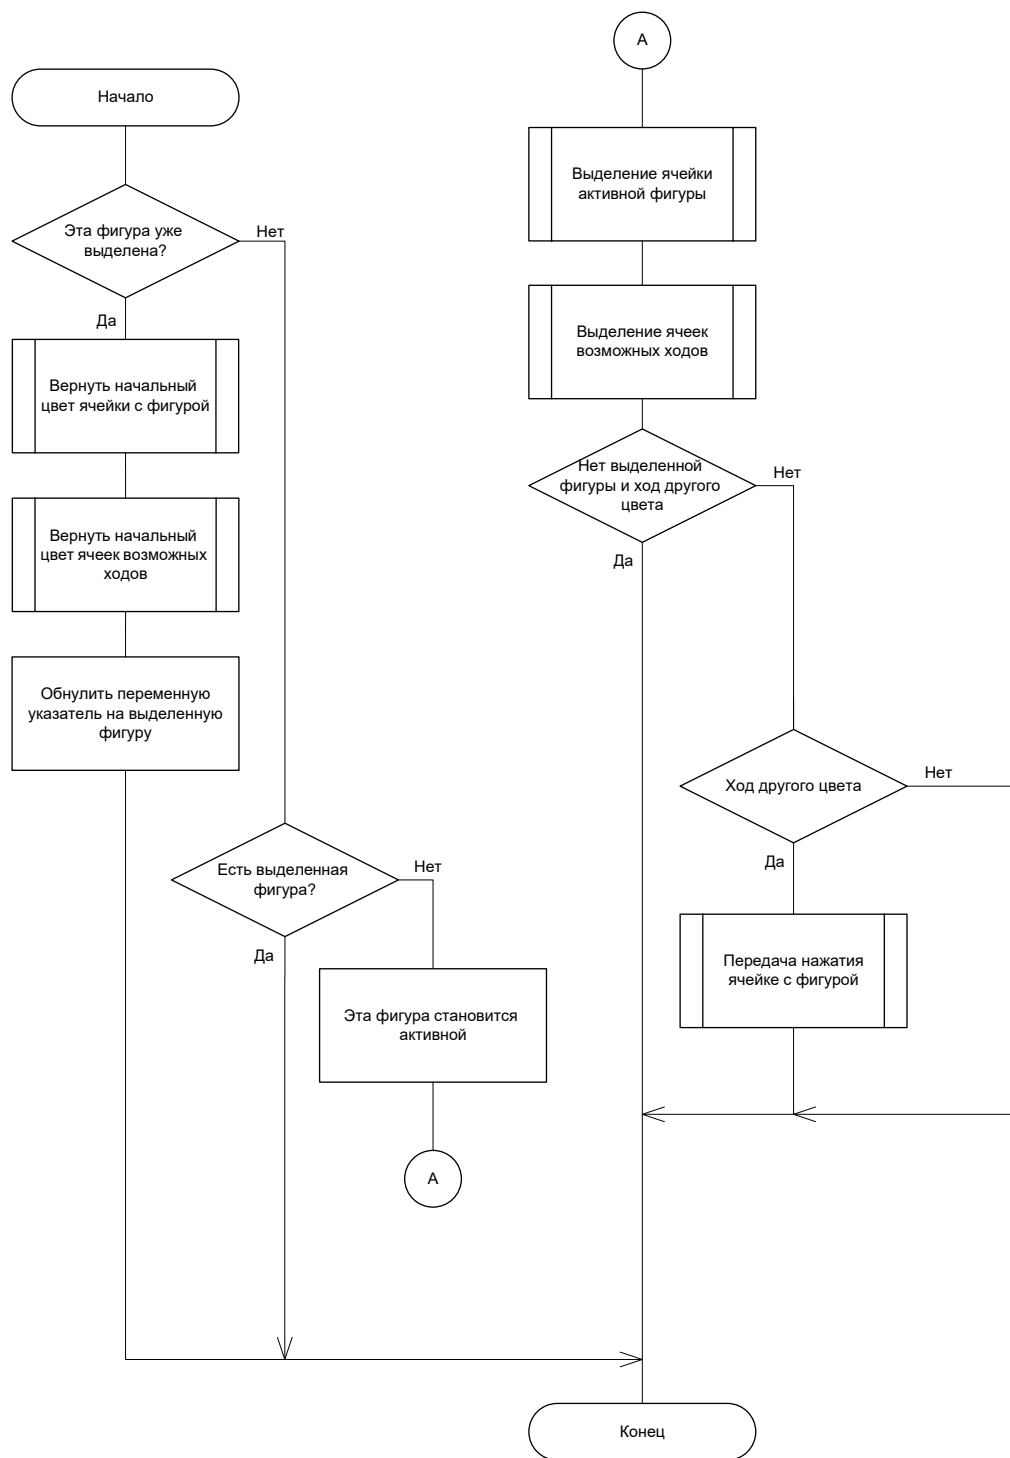 Начало
Эта фигура уже
выделена?
Нет
Да
Вернуть начальный
цвет ячейки с фигурой
Вернуть начальный
цвет ячеек возможных
ходов
Обнулить переменную
указатель на выделенную
фигуру
Есть выделенная
фигура?
Нет
Да
Эта фигура становится
активной
А
А
Выделение ячейки
активной фигуры
Выделение ячеек
возможных ходов
Нет выделенной
фигуры и ход другого
цвета
Нет
Да
Ход другого цвета
Нет
Да
Передача нажатия
ячейке с фигурой
Конец